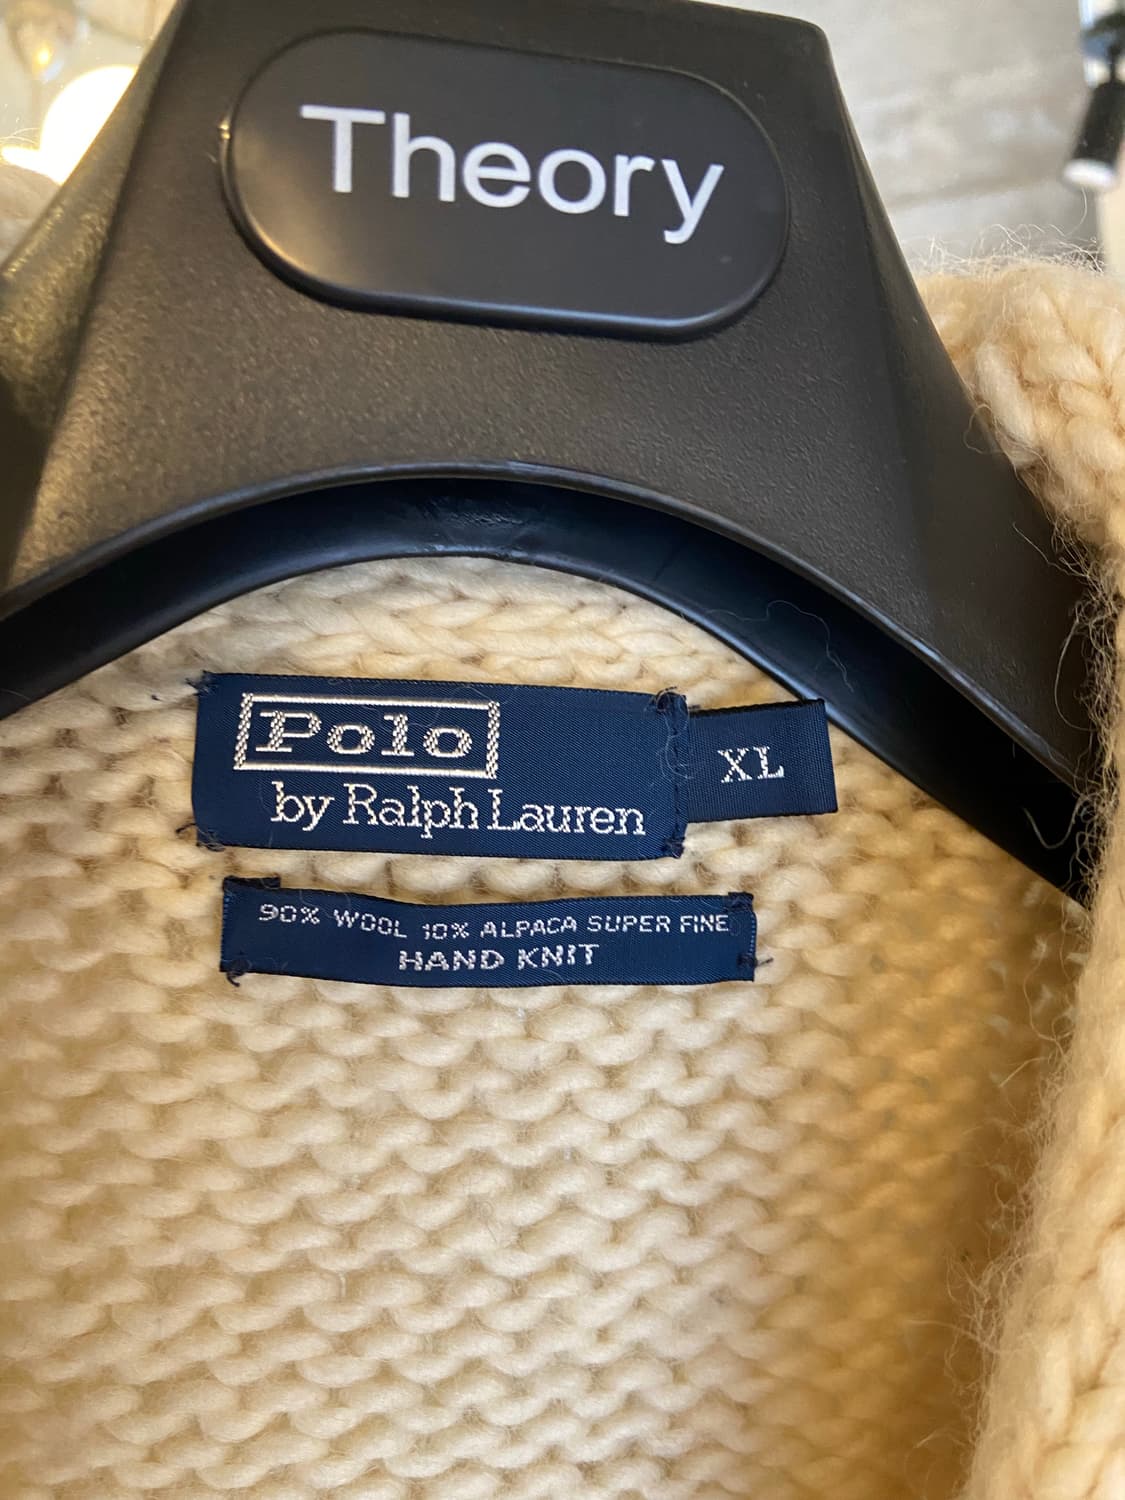 Theory
Polo
by Ralph Lauren
XL
90% WOOL 10% ALPACA SUPER FINE
HAND KNIT